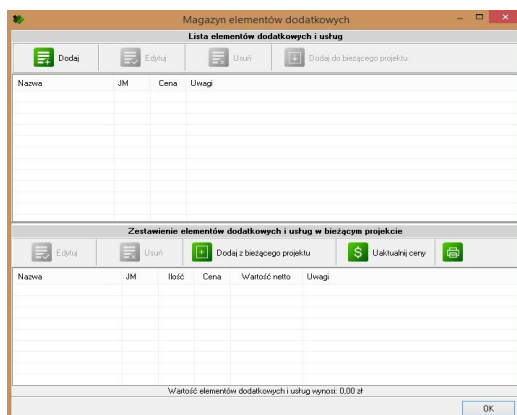 Magazyn elementów dodatkowych
Lista elementów dodatkowych i usług
Dodaj Edytuj Usuń Dodaj do bieżącego projektu
Nazwa JM Cena Uwagi
Zestawienie elementów dodatkowych i usług w bieżącym projekcie
Edytuj Usuń Dodaj z bieżącego projektu Uaktualnij ceny
Nazwa JM Ilość Cena Wartość netto Uwagi
Wartość elementów dodatkowych i usług wynosi: 0,00 zł
OK